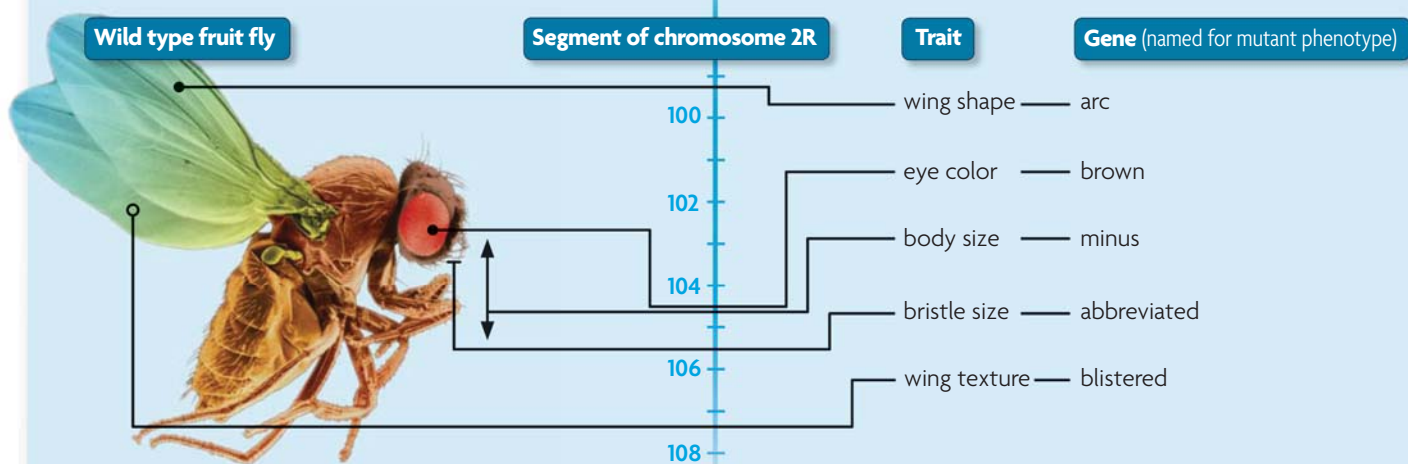 Wild type fruit fly
Segment of chromosome 2R
Trait
Gene (named for mutant phenotype)
100
102
104
106
108
wing shape
arc
eye color
brown
body size
minus
bristle size
abbreviated
wing texture
blistered